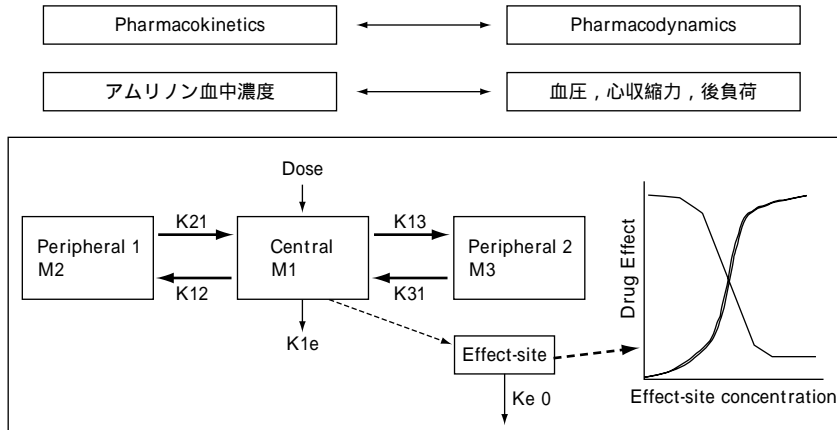 Pharmacokinetics
Pharmacodynamics
アムリノン血中濃度
血圧，心収縮力，後負荷
Dose
K21
K13
Peripheral 1
M2
Central
M1
Peripheral 2
M3
K12
K31
K1e
Effect-site
Ke 0
Drug Effect
Effect-site concentration